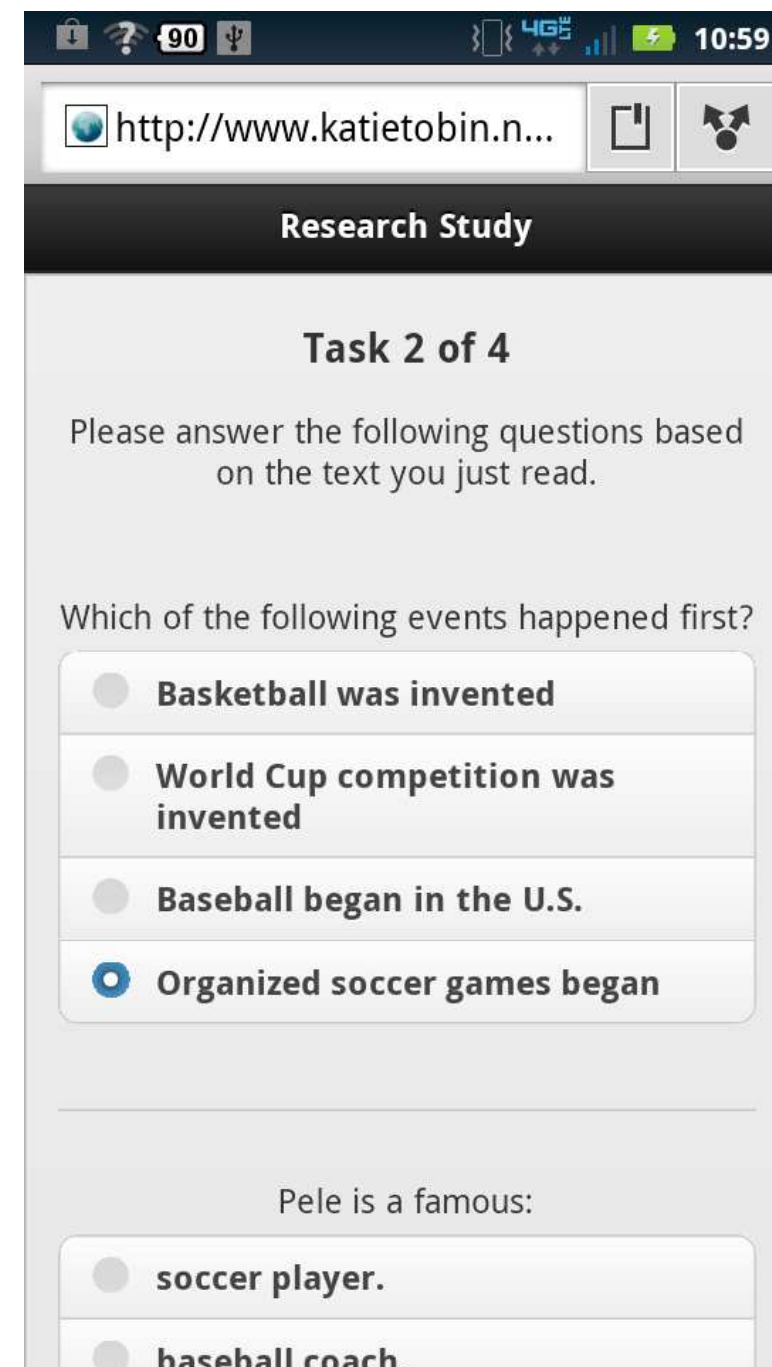 90
4G LTE
10:59
http://www.katietobin.n...
Research Study
Task 2 of 4
Please answer the following questions based
on the text you just read.
Which of the following events happened first?
Basketball was invented
World Cup competition was
invented
Baseball began in the U.S.
Organized soccer games began
Pele is a famous:
soccer player.
baseball coach